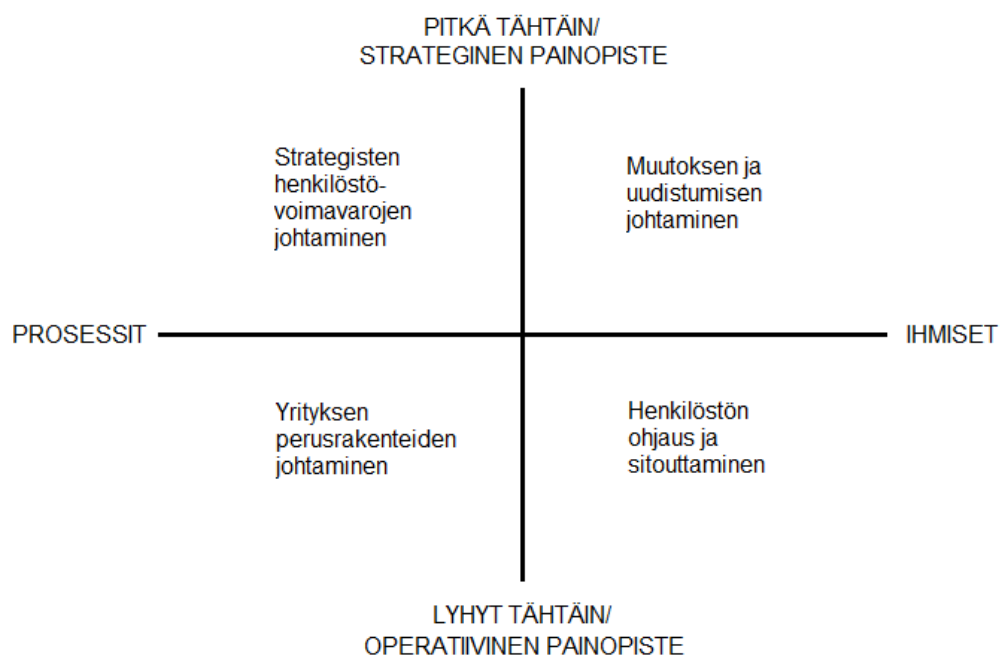 PITKÄ TÄHTÄIN/
STRATEGINEN PAINOPISTE
Strategisten
henkilöstö-
voimavarojen
johtaminen
Muutoksen ja
uudistumisen
johtaminen
PROSESSIT
IHMISET
Yrityksen
perusrakenteiden
johtaminen
Henkilöstön
ohjaus ja
sitouttaminen
LYHYT TÄHTÄIN/
OPERATIIVINEN PAINOPISTE